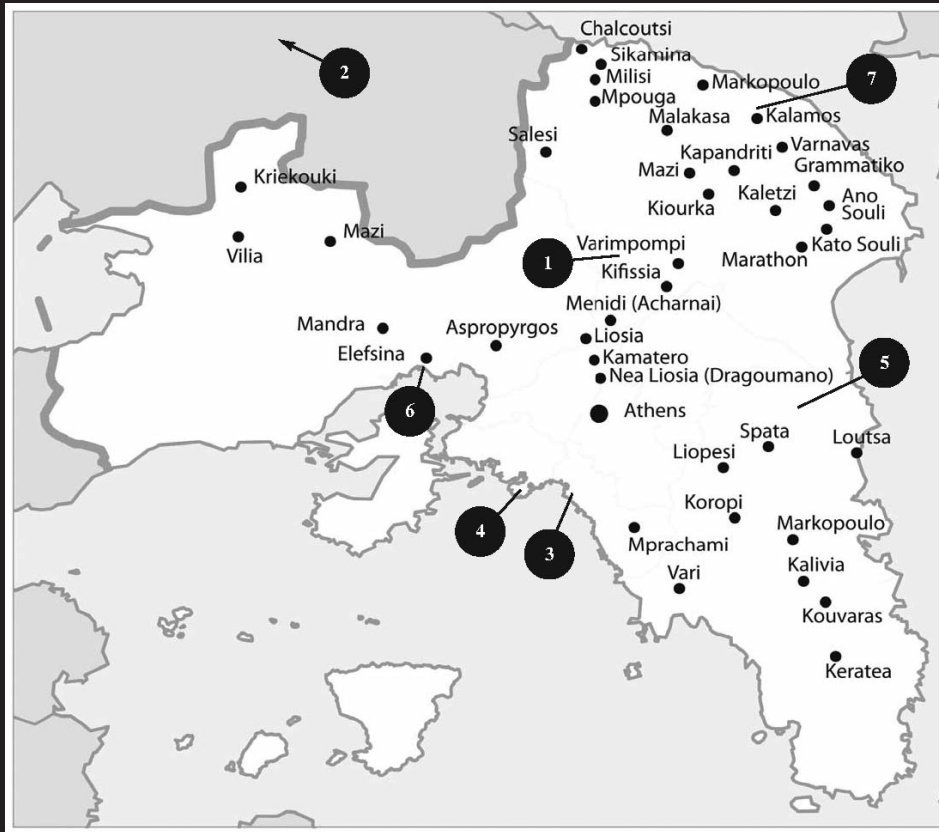 Chalcoutsi
Sikamina
2
Milisi
7
Markopoulo
Mpouga
Malakasa
Kalamos
Salesi
Varnavas
Kapandriti
Grammatiko
Mazi
Kriekouki
Kaletzi
Ano
Souli
Kiourka
Mazi
Kato Souli
Varimpompi
Vilia
Marathon
1
Kifissia
Menidi (Acharnai)
Mandra
Aspropyrgos
Liosia
Elefsina
Kamatero
5
Nea Liosia (Dragoumano)
6
Athens
Spata
Loutsa
Liopesi
Koropi
4
Markopoulo
3
Mprachami
Kalivia
Vari
Kouvaras
Keratea